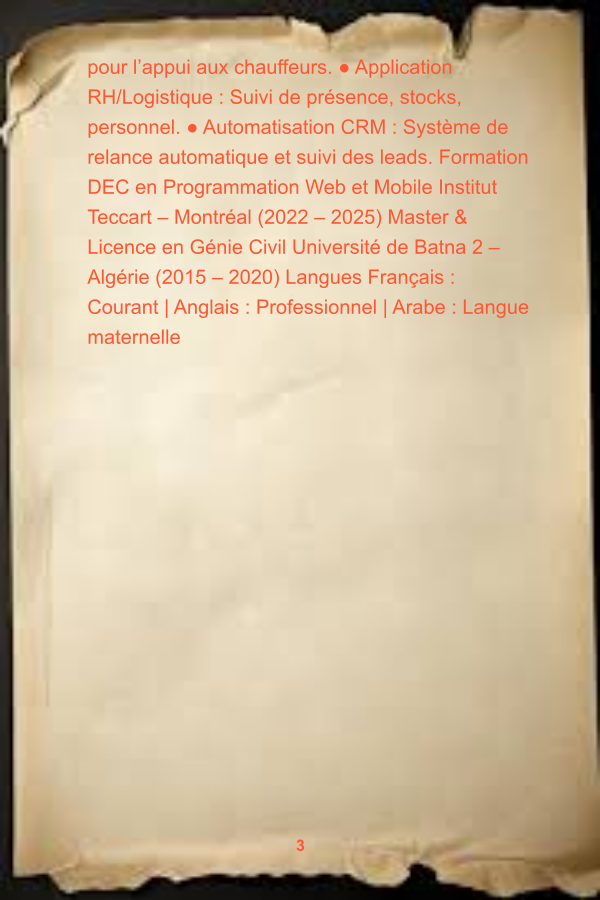 pour l’appui aux chauffeurs. ● Application
RH/Logistique : Suivi de présence, stocks,
personnel. ● Automatisation CRM : Système de
relance automatique et suivi des leads. Formation
DEC en Programmation Web et Mobile Institut
Teccart – Montréal (2022 – 2025) Master &
Licence en Génie Civil Université de Batna 2 –
Algérie (2015 – 2020) Langues Français :
Courant | Anglais : Professionnel | Arabe : Langue
maternelle
3